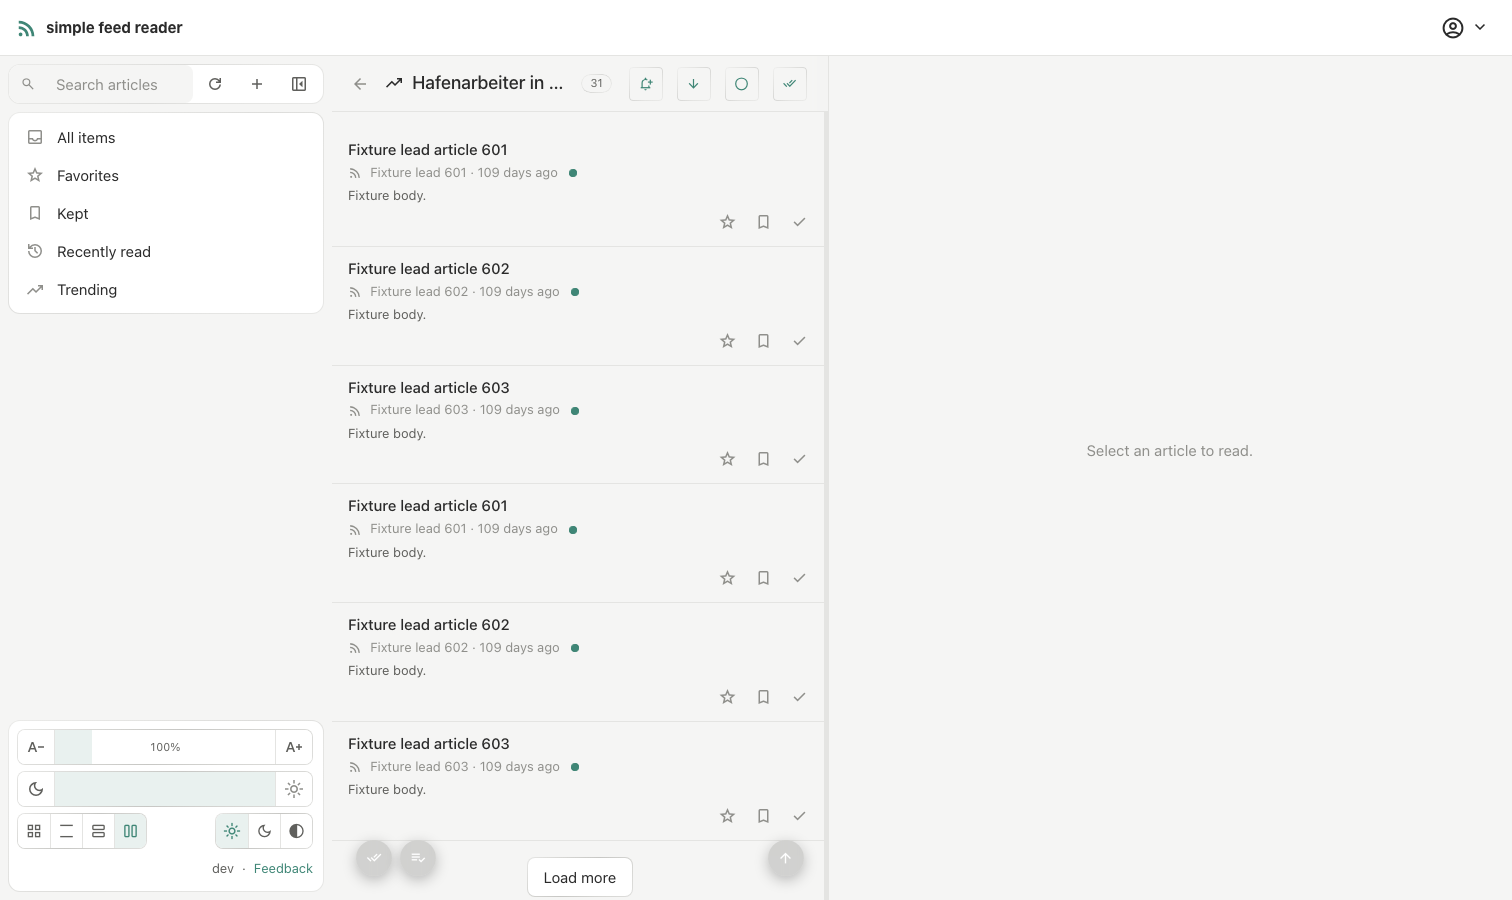 simple feed reader
Search articles
All items
Favorites
Kept
Recently read
Trending
A− 100% A+
dev · Feedback
Hafenarbeiter in ... 31
Fixture lead article 601
Fixture lead 601 · 109 days ago
Fixture body.
Fixture lead article 602
Fixture lead 602 · 109 days ago
Fixture body.
Fixture lead article 603
Fixture lead 603 · 109 days ago
Fixture body.
Fixture lead article 601
Fixture lead 601 · 109 days ago
Fixture body.
Fixture lead article 602
Fixture lead 602 · 109 days ago
Fixture body.
Fixture lead article 603
Fixture lead 603 · 109 days ago
Fixture body.
Load more
Select an article to read.